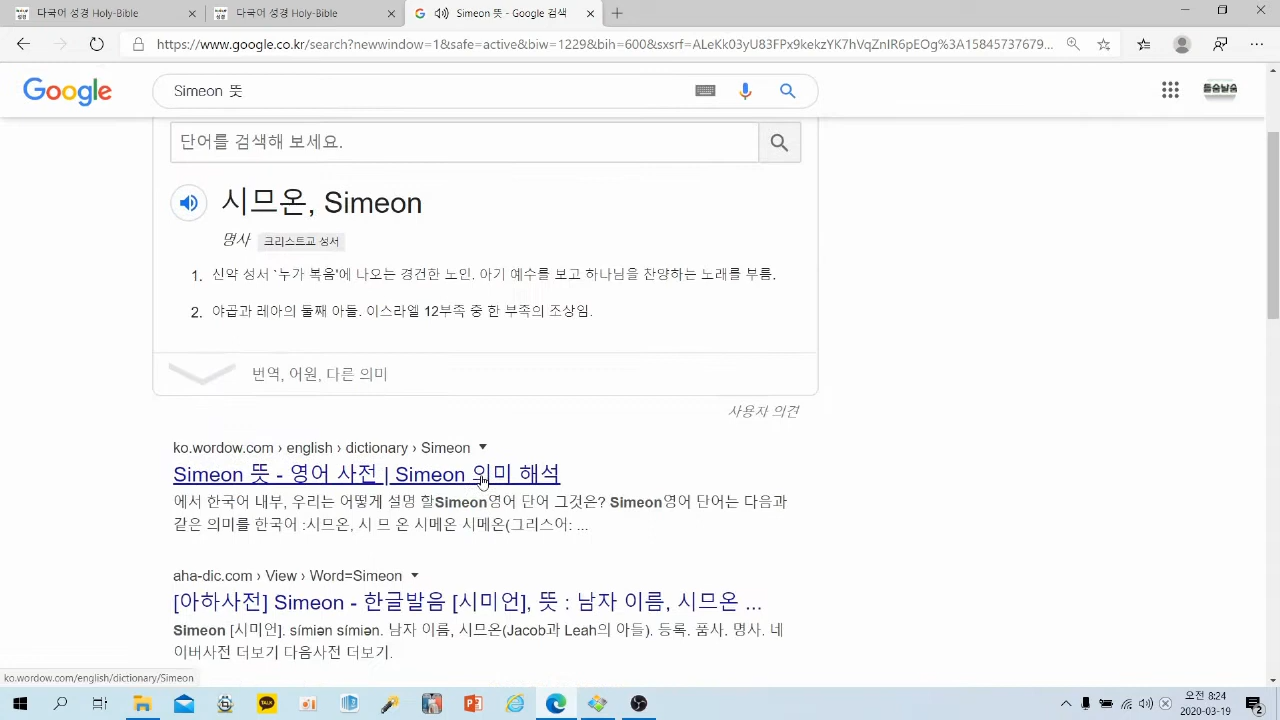 다국어 성경 Holy-Bible
다국어 성경 Holy-Bible
Simeon 뜻 - Google 검색
https://www.google.co.kr/search?newwindow=1&safe=active&biw=1229&bih=600&sxsrf=ALeKk03yU83FPx9kekzYK7hVqZnIR6pEOg%3A15845737679...
Google
Simeon 뜻
들숨날숨
단어를 검색해 보세요.
시므온, Simeon
명사 크리스트교 성서
1. 신약 성서 `누가 복음'에 나오는 경건한 노인. 아기 예수를 보고 하나님을 찬양하는 노래를 부름.
2. 야곱과 레아의 둘째 아들. 이스라엘 12부족 중 한 부족의 조상임.
번역, 어원, 다른 의미
사용자 의견
ko.wordow.com › english › dictionary › Simeon
Simeon 뜻 - 영어 사전 | Simeon 의미 해석
에서 한국어 내부, 우리는 어떻게 설명 할Simeon영어 단어 그것은? Simeon영어 단어는 다음과
같은 의미를 한국어 :시므온, 시 므 온 시메온 시메온(그리스어: ...
aha-dic.com › View › Word=Simeon
[아하사전] Simeon - 한글발음 [시미언], 뜻 : 남자 이름, 시므온 ...
Simeon [시미언]. símiən símiən. 남자 이름, 시므온(Jacob과 Leah의 아들). 등록. 품사. 명사. 네
이버사전 더보기 다음사전 더보기.
ko.wordow.com/english/dictionary/Simeon
TALK
오전 8:24
2020-03-19
2